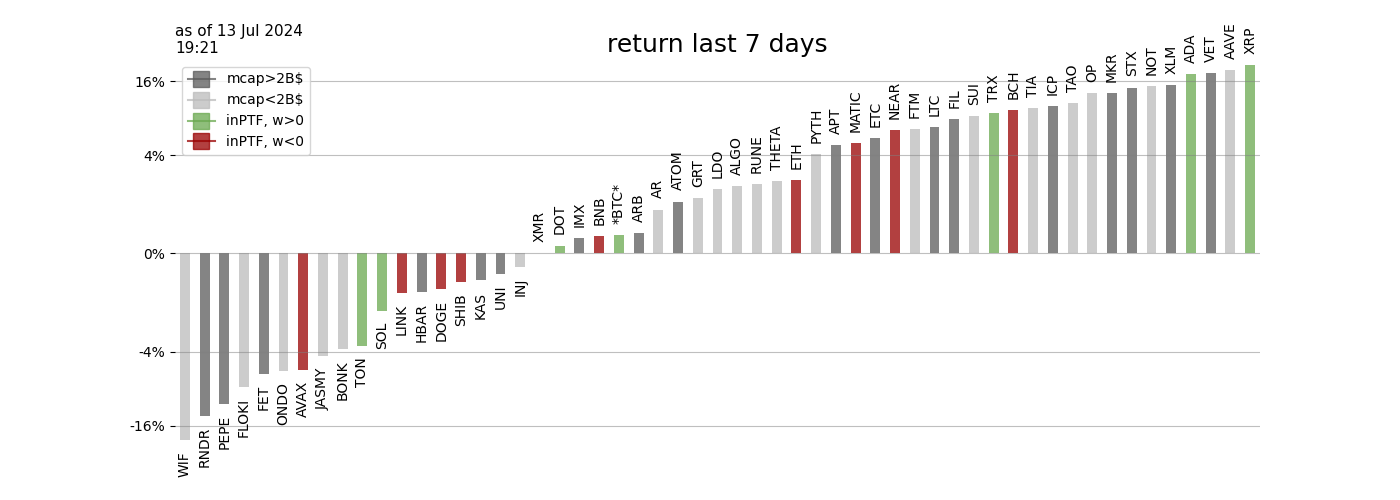 as of 13 Jul 2024
19:21
return last 7 days
mcap>2B$
mcap<2B$
inPTF, w>0
inPTF, w<0
16%
4%
0%
-4%
-16%
WIF
RNDR
PEPE
FLOKI
FET
ONDO
AVAX
JASMY
BONK
TON
SOL
LINK
HBAR
DOGE
SHIB
KAS
UNI
INJ
XMR
DOT
IMX
BNB
*BTC*
ARB
AR
ATOM
GRT
LDO
ALGO
RUNE
THETA
ETH
PYTH
APT
MATIC
ETC
NEAR
FTM
LTC
FIL
SUI
TRX
BCH
TIA
ICP
TAO
OP
MKR
STX
NOT
XLM
ADA
VET
AAVE
XRP